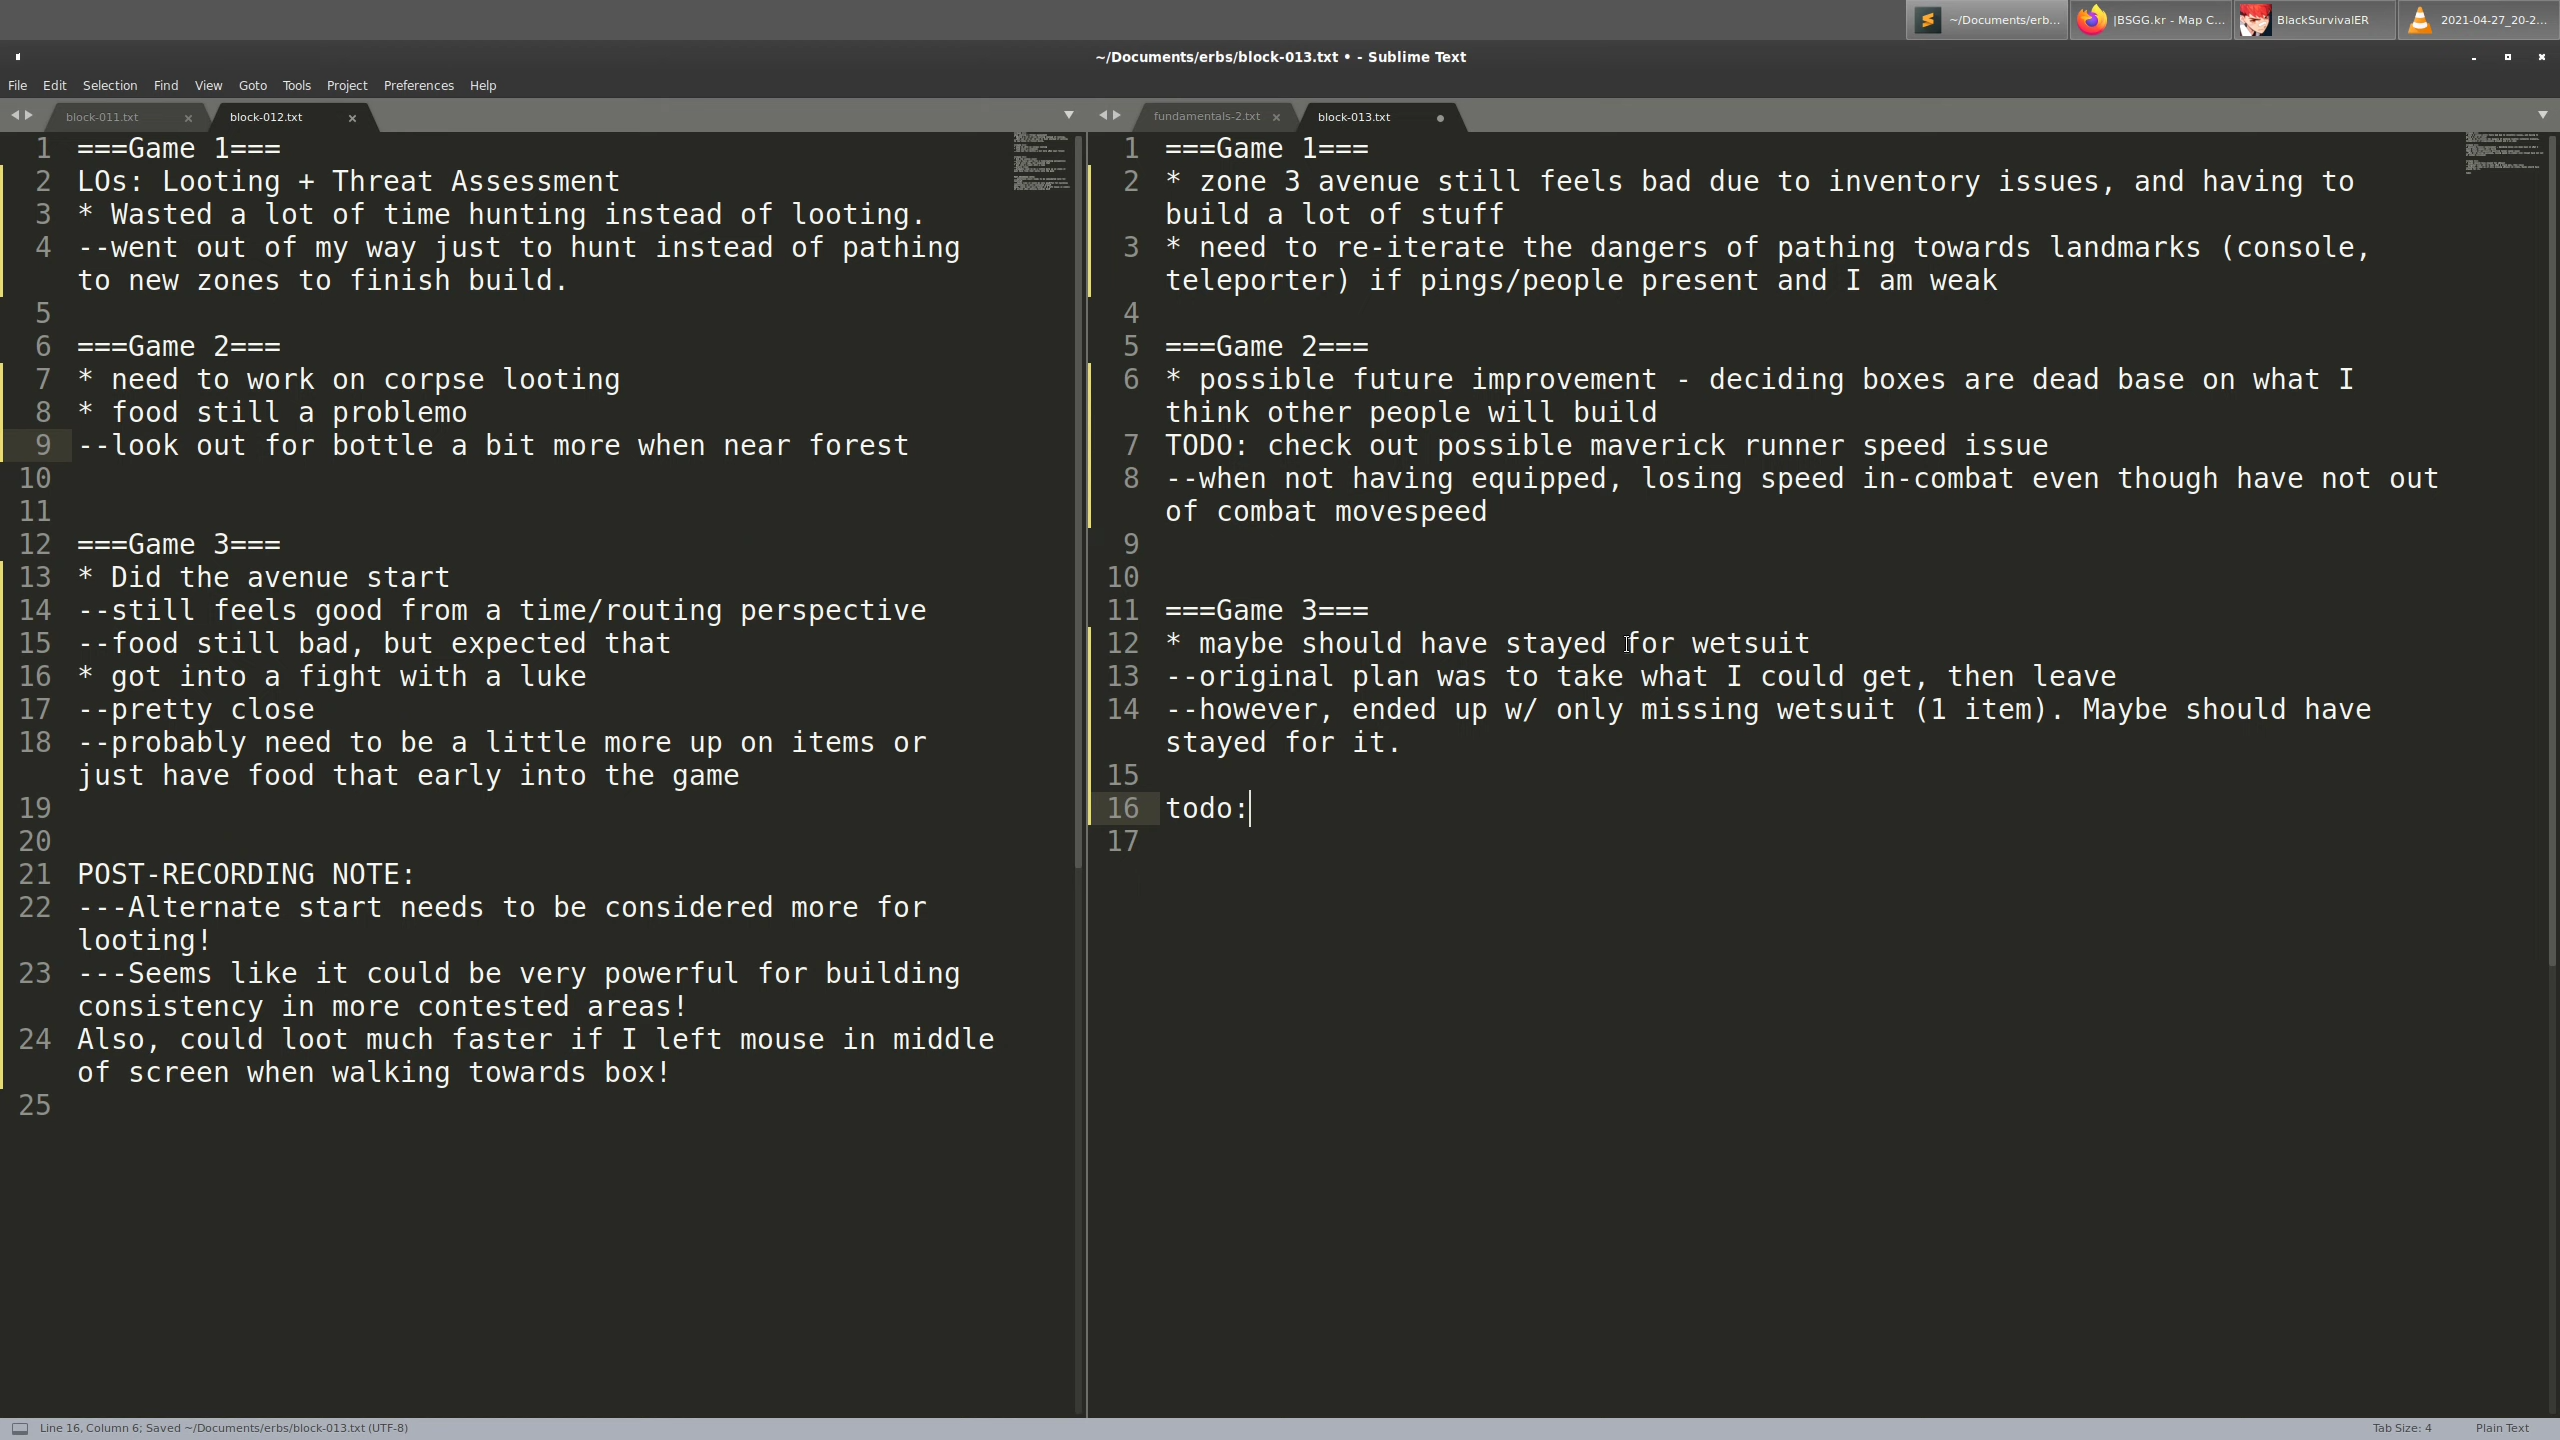 ~/Documents/erb...
|BSGG.kr - Map C...
BlackSurvivalER
2021-04-27_20-2...
~/Documents/erbs/block-013.txt • - Sublime Text
File Edit Selection Find View Goto Tools Project Preferences Help
block-011.txt
block-012.txt
fundamentals-2.txt
block-013.txt
1 ===Game 1===
2 LOs: Looting + Threat Assessment
3 * Wasted a lot of time hunting instead of looting.
4 --went out of my way just to hunt instead of pathing
to new zones to finish build.
5
6 ===Game 2===
7 * need to work on corpse looting
8 * food still a problemo
9 --look out for bottle a bit more when near forest
10
11
12 ===Game 3===
13 * Did the avenue start
14 --still feels good from a time/routing perspective
15 --food still bad, but expected that
16 * got into a fight with a luke
17 --pretty close
18 --probably need to be a little more up on items or
just have food that early into the game
19
20
21 POST-RECORDING NOTE:
22 ---Alternate start needs to be considered more for
looting!
23 ---Seems like it could be very powerful for building
consistency in more contested areas!
24 Also, could loot much faster if I left mouse in middle
of screen when walking towards box!
25
1 ===Game 1===
2 * zone 3 avenue still feels bad due to inventory issues, and having to
build a lot of stuff
3 * need to re-iterate the dangers of pathing towards landmarks (console,
teleporter) if pings/people present and I am weak
4
5 ===Game 2===
6 * possible future improvement - deciding boxes are dead base on what I
think other people will build
7 TODO: check out possible maverick runner speed issue
8 --when not having equipped, losing speed in-combat even though have not out
of combat movespeed
9
10
11 ===Game 3===
12 * maybe should have stayed for wetsuit
13 --original plan was to take what I could get, then leave
14 --however, ended up w/ only missing wetsuit (1 item). Maybe should have
stayed for it.
15
16 todo:
17
Line 16, Column 6; Saved ~/Documents/erbs/block-013.txt (UTF-8)
Tab Size: 4
Plain Text